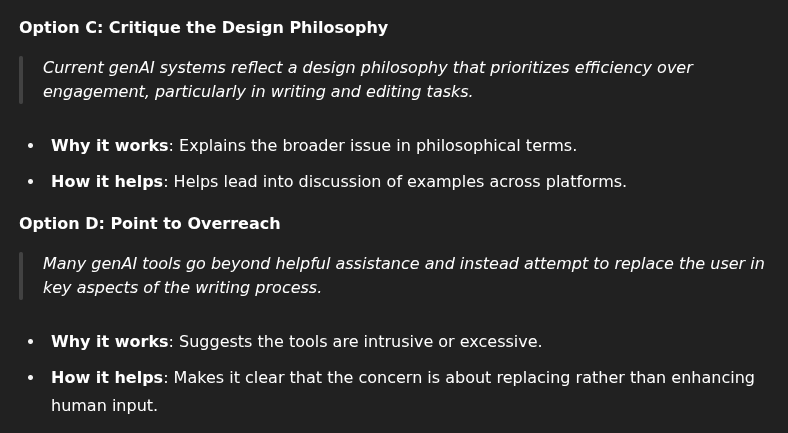 Option C: Critique the Design Philosophy
Current genAI systems reflect a design philosophy that prioritizes efficiency over
engagement, particularly in writing and editing tasks.
• Why it works: Explains the broader issue in philosophical terms.
• How it helps: Helps lead into discussion of examples across platforms.
Option D: Point to Overreach
Many genAI tools go beyond helpful assistance and instead attempt to replace the user in
key aspects of the writing process.
• Why it works: Suggests the tools are intrusive or excessive.
• How it helps: Makes it clear that the concern is about replacing rather than enhancing
human input.